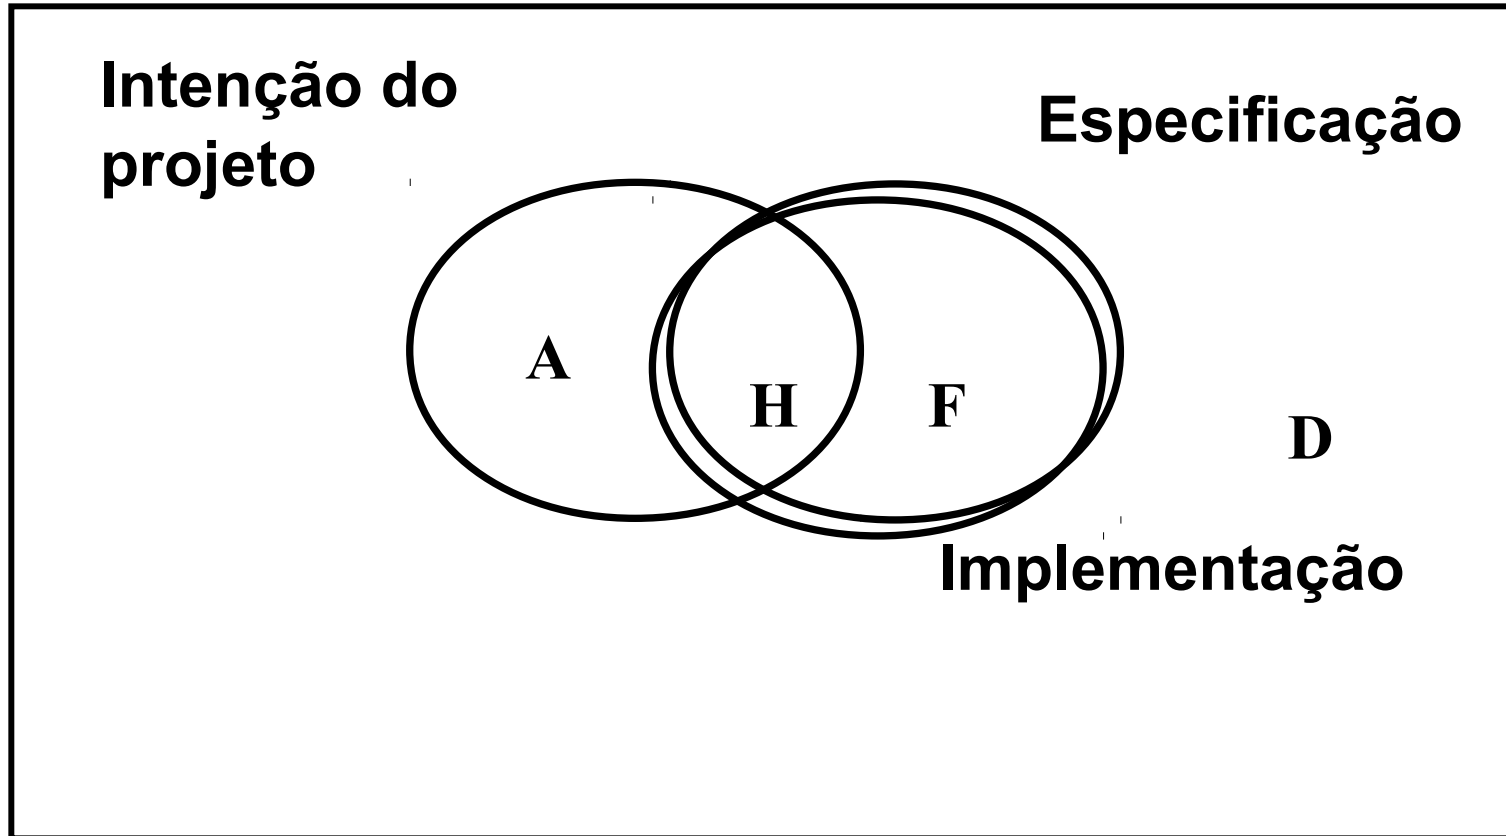 Intenção do
projeto
Especificação
A
H
F
D
Implementação